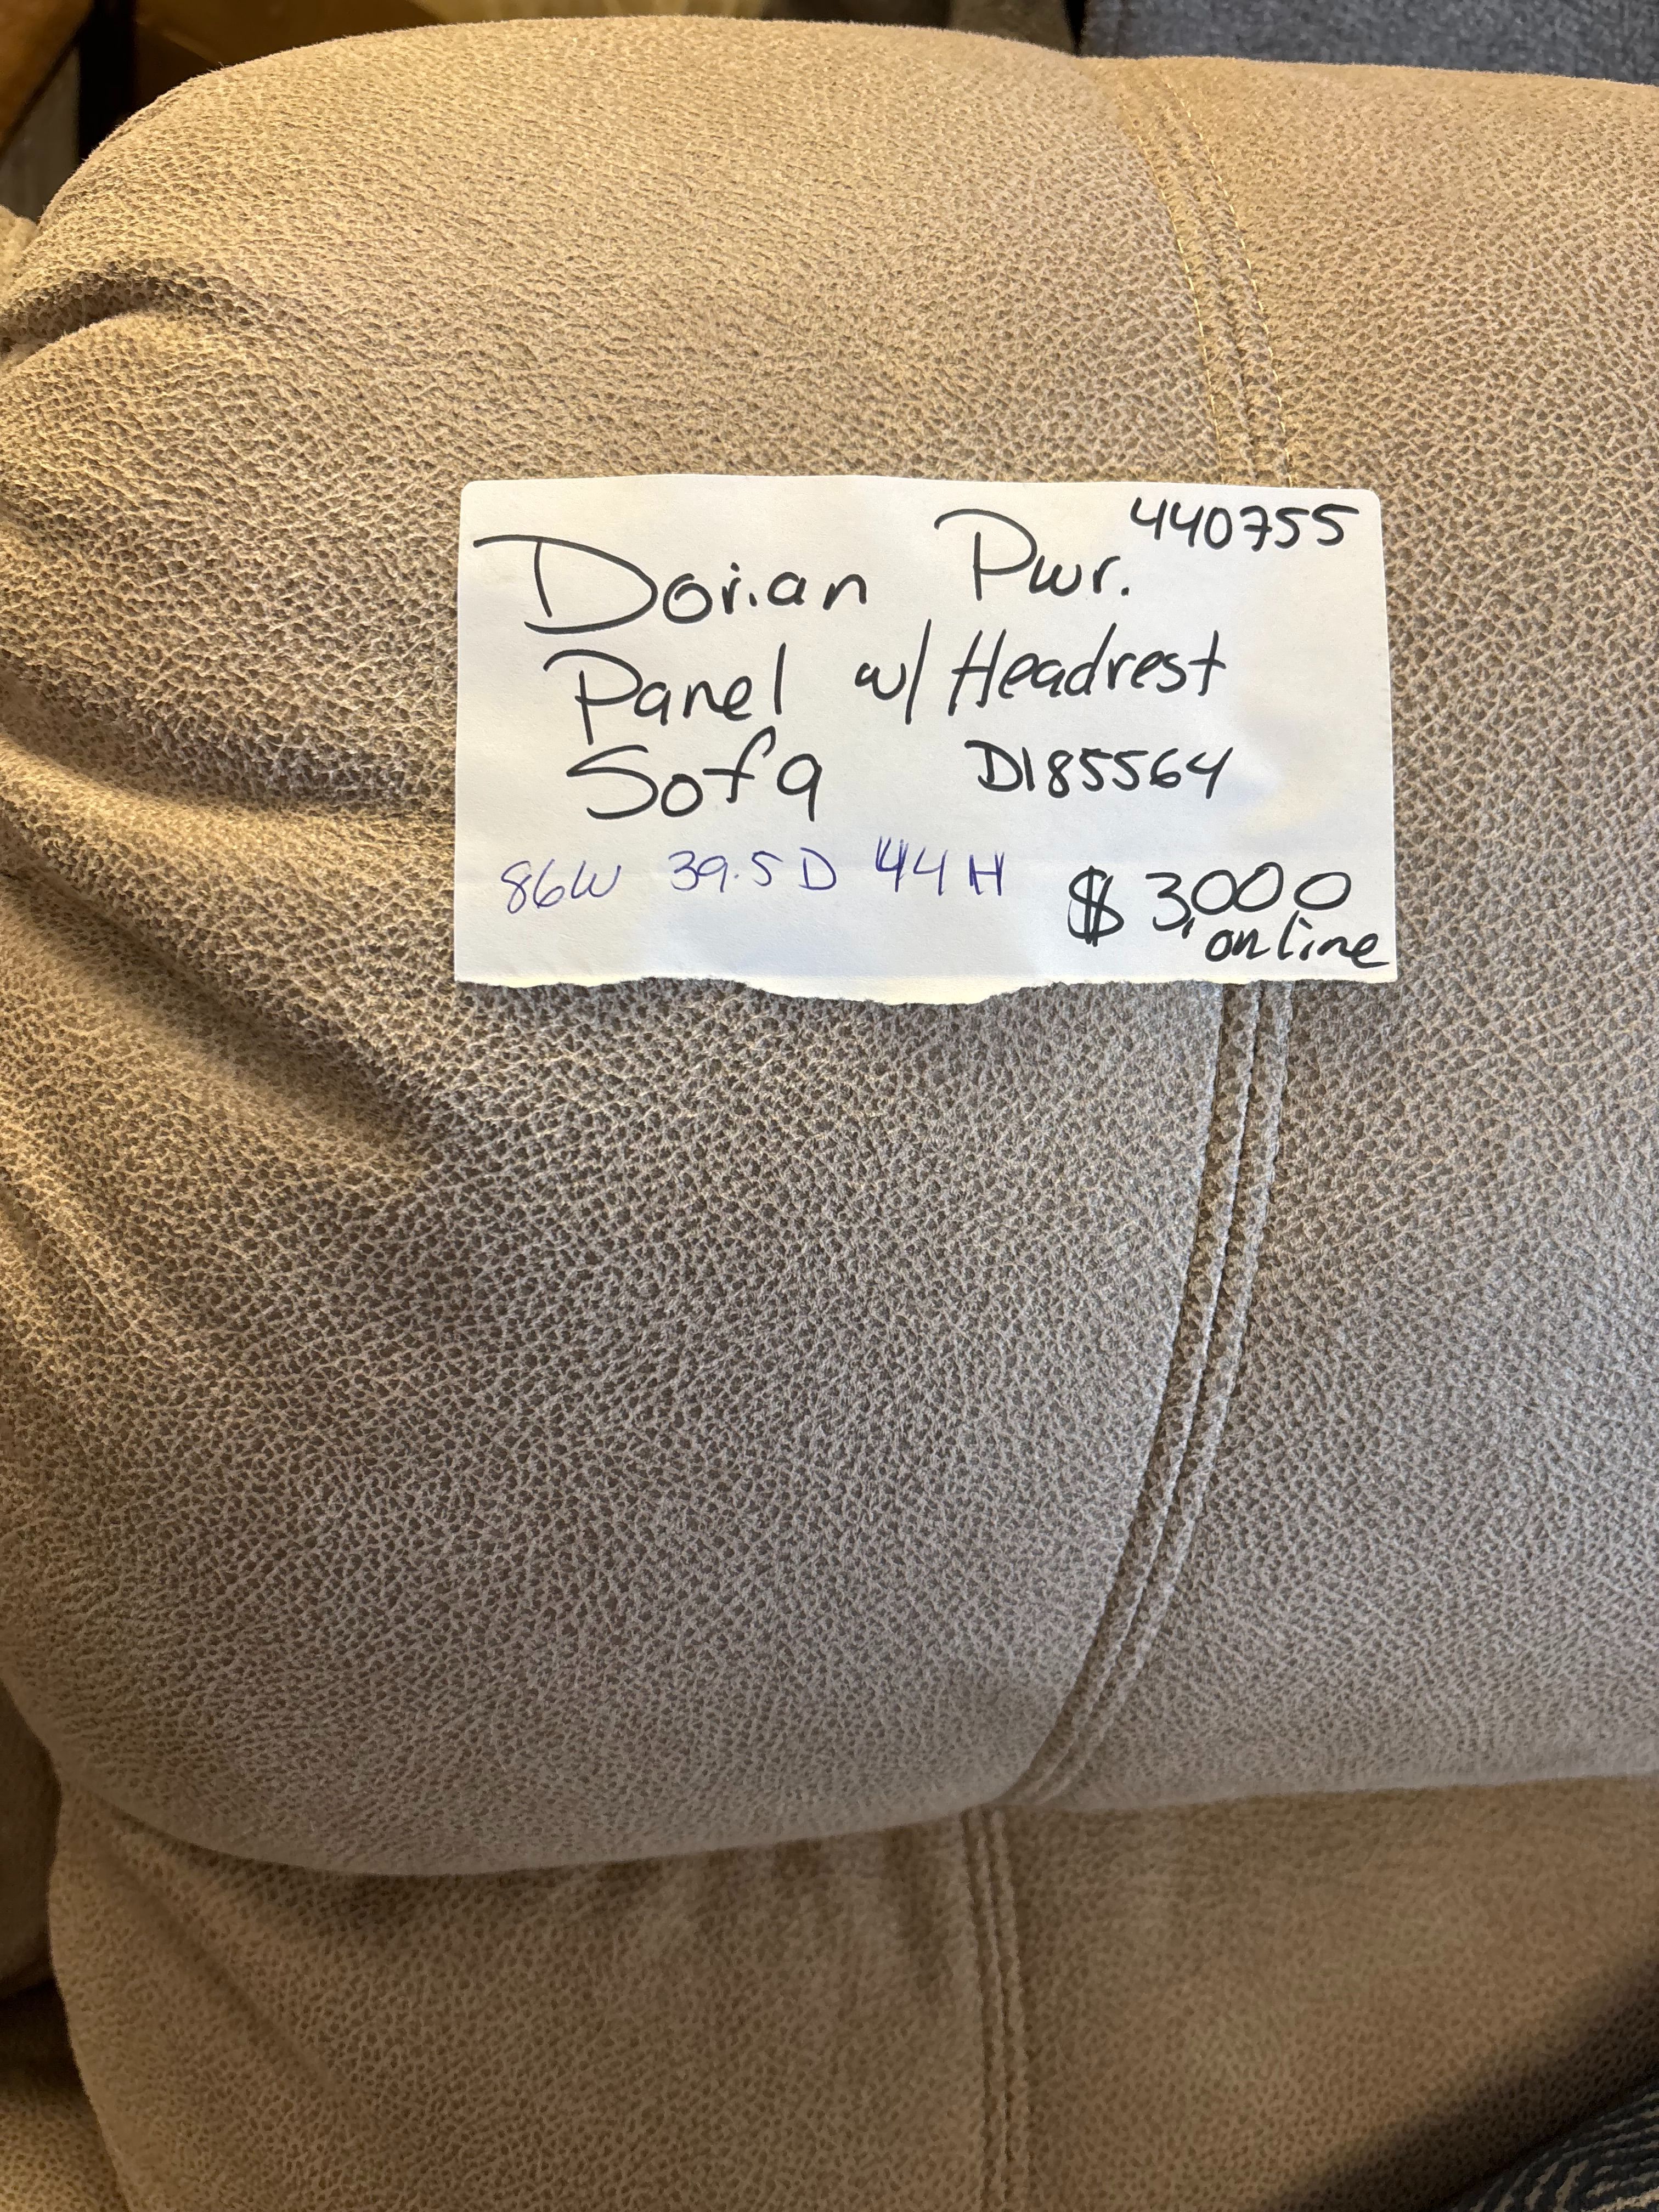 440755
Dorian Pwr.
Panel w/ Headrest
Sofa D185564
86W 39.5D 44H $3,000
online